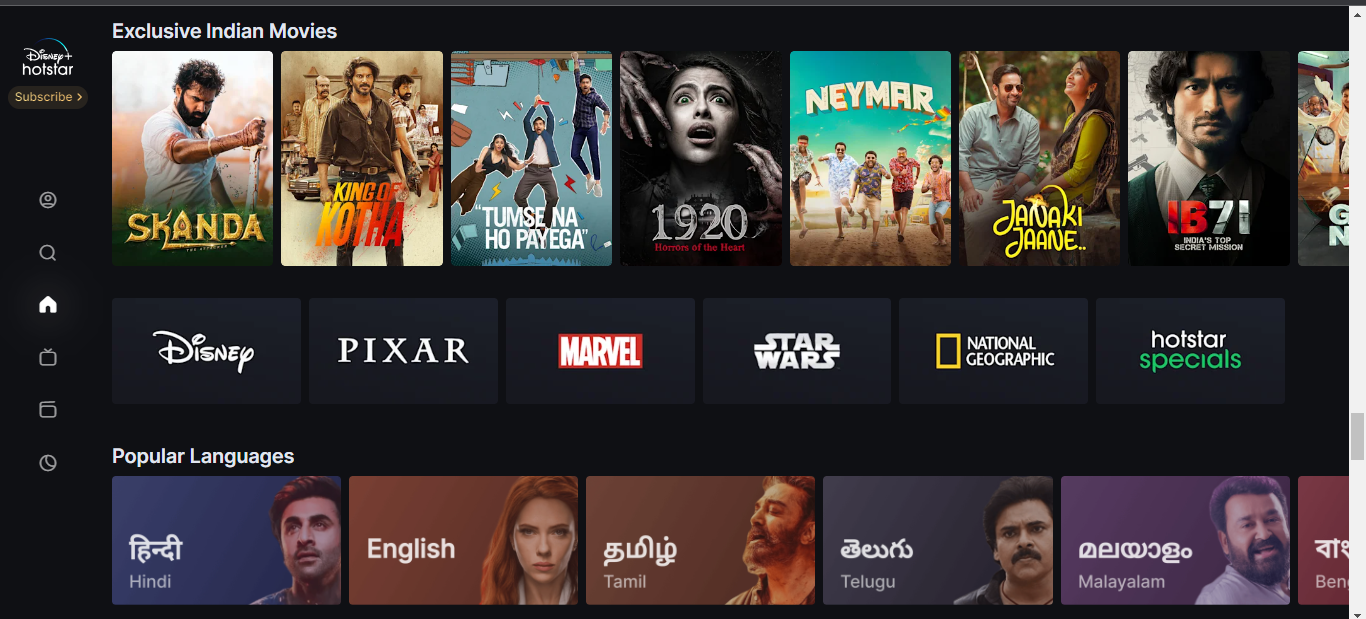 Exclusive Indian Movies
Disney+
hotstar
Subscribe >
SKANDA
KING OF
KOTHA
"TUMSE NA
HO PAYEGA"
1920
Horrors of the Heart
NEYMAR
JANAKI
JAANE..
IB71
INDIA'S TOP
SECRET MISSION
G
N
Disney
PIXAR
MARVEL
STAR
WARS
NATIONAL
GEOGRAPHIC
hotstar
specials
Popular Languages
हिन्दी
Hindi
English
தமிழ்
Tamil
తెలుగు
Telugu
മലയാളം
Malayalam
বাং
Ben